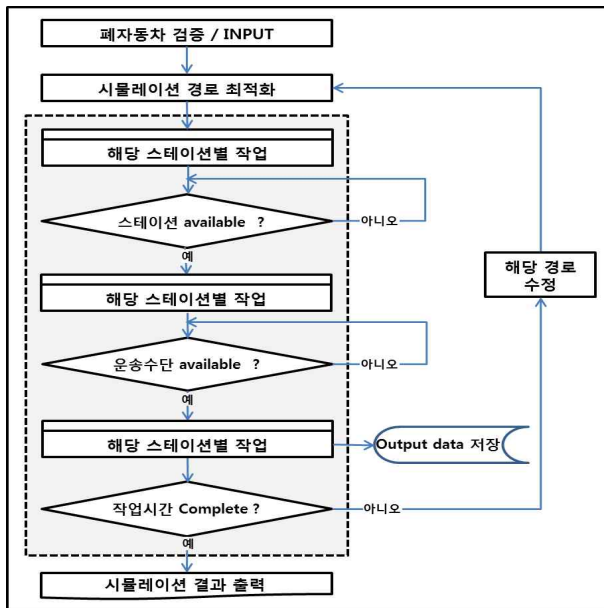 폐자동차 검증 / INPUT
시물레이션 경로 최적화
해당 스테이션별 작업
스테이션 available ?
아니오
예
해당 경로
수정
해당 스테이션별 작업
운송수단 available ?
아니오
예
해당 스테이션별 작업
Output data 저장
작업시간 Complete ?
아니오
예
시뮬레이션 결과 출력